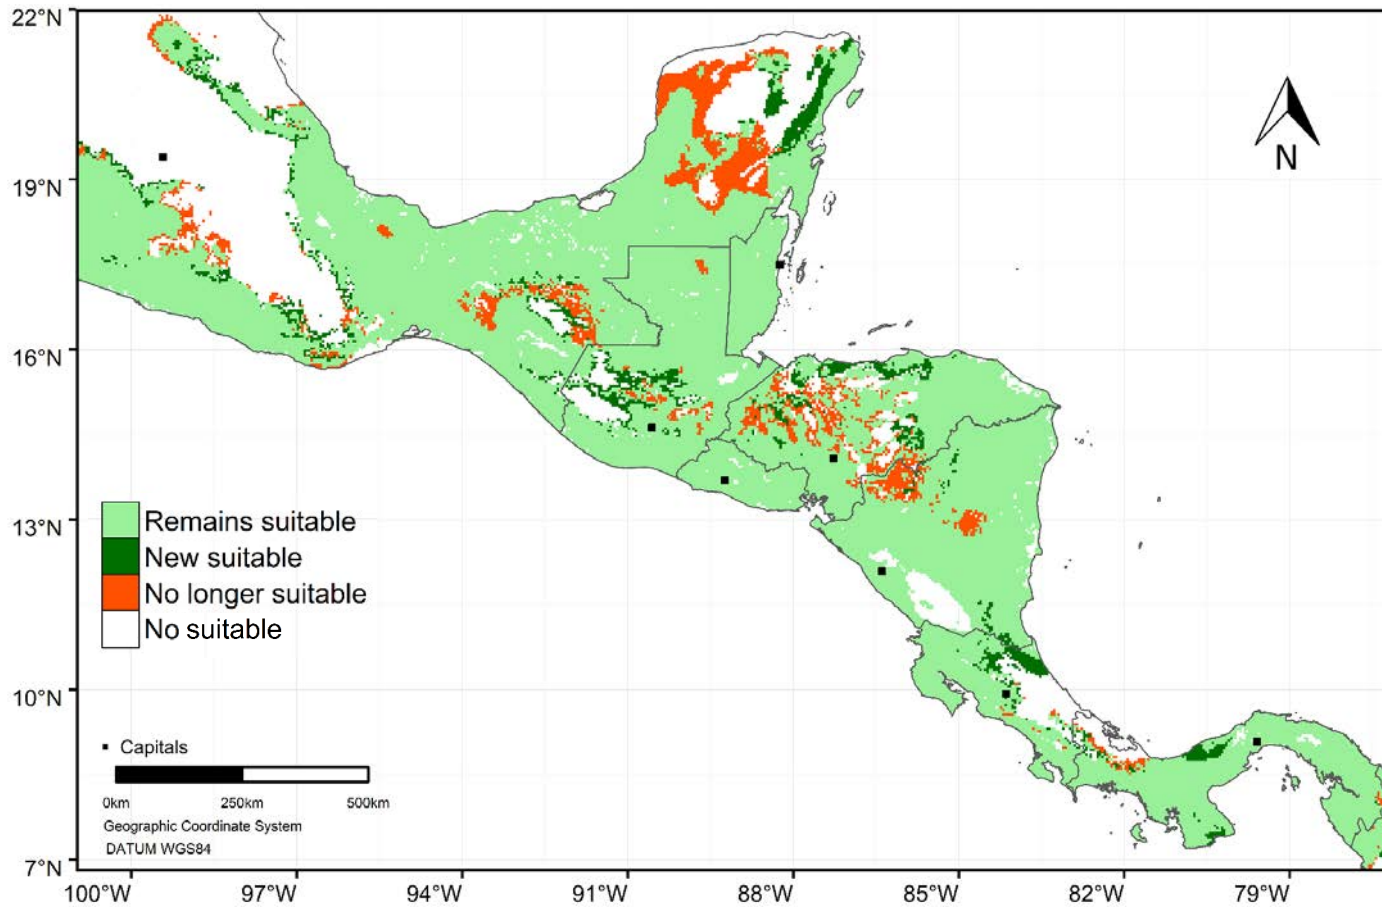 22°N
19°N
16°N
13°N
10°N
7°N
N
Remains suitable
New suitable
No longer suitable
No suitable
Capitals
0km 250km 500km
Geographic Coordinate System
DATUM WGS84
100°W 97°W 94°W 91°W 88°W 85°W 82°W 79°W